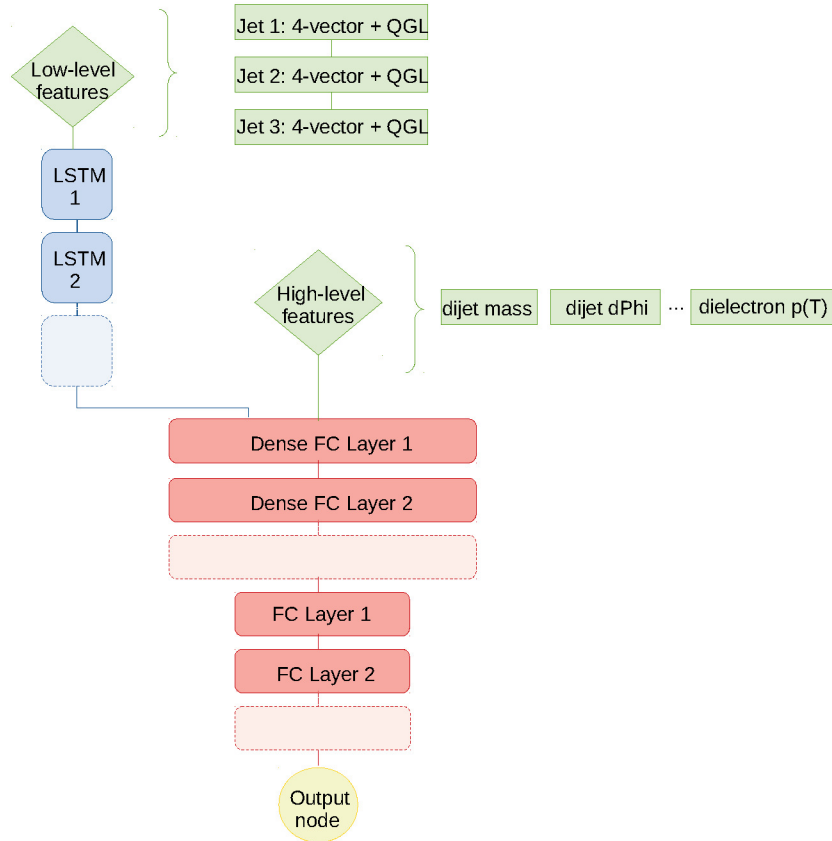 Jet 1: 4-vector + QGL
Low-level
features
Jet 2: 4-vector + QGL
Jet 3: 4-vector + QGL
LSTM
1
LSTM
2
High-level
features
dijet mass
dijet dPhi
...
dielectron p(T)
Dense FC Layer 1
Dense FC Layer 2
FC Layer 1
FC Layer 2
Output
node